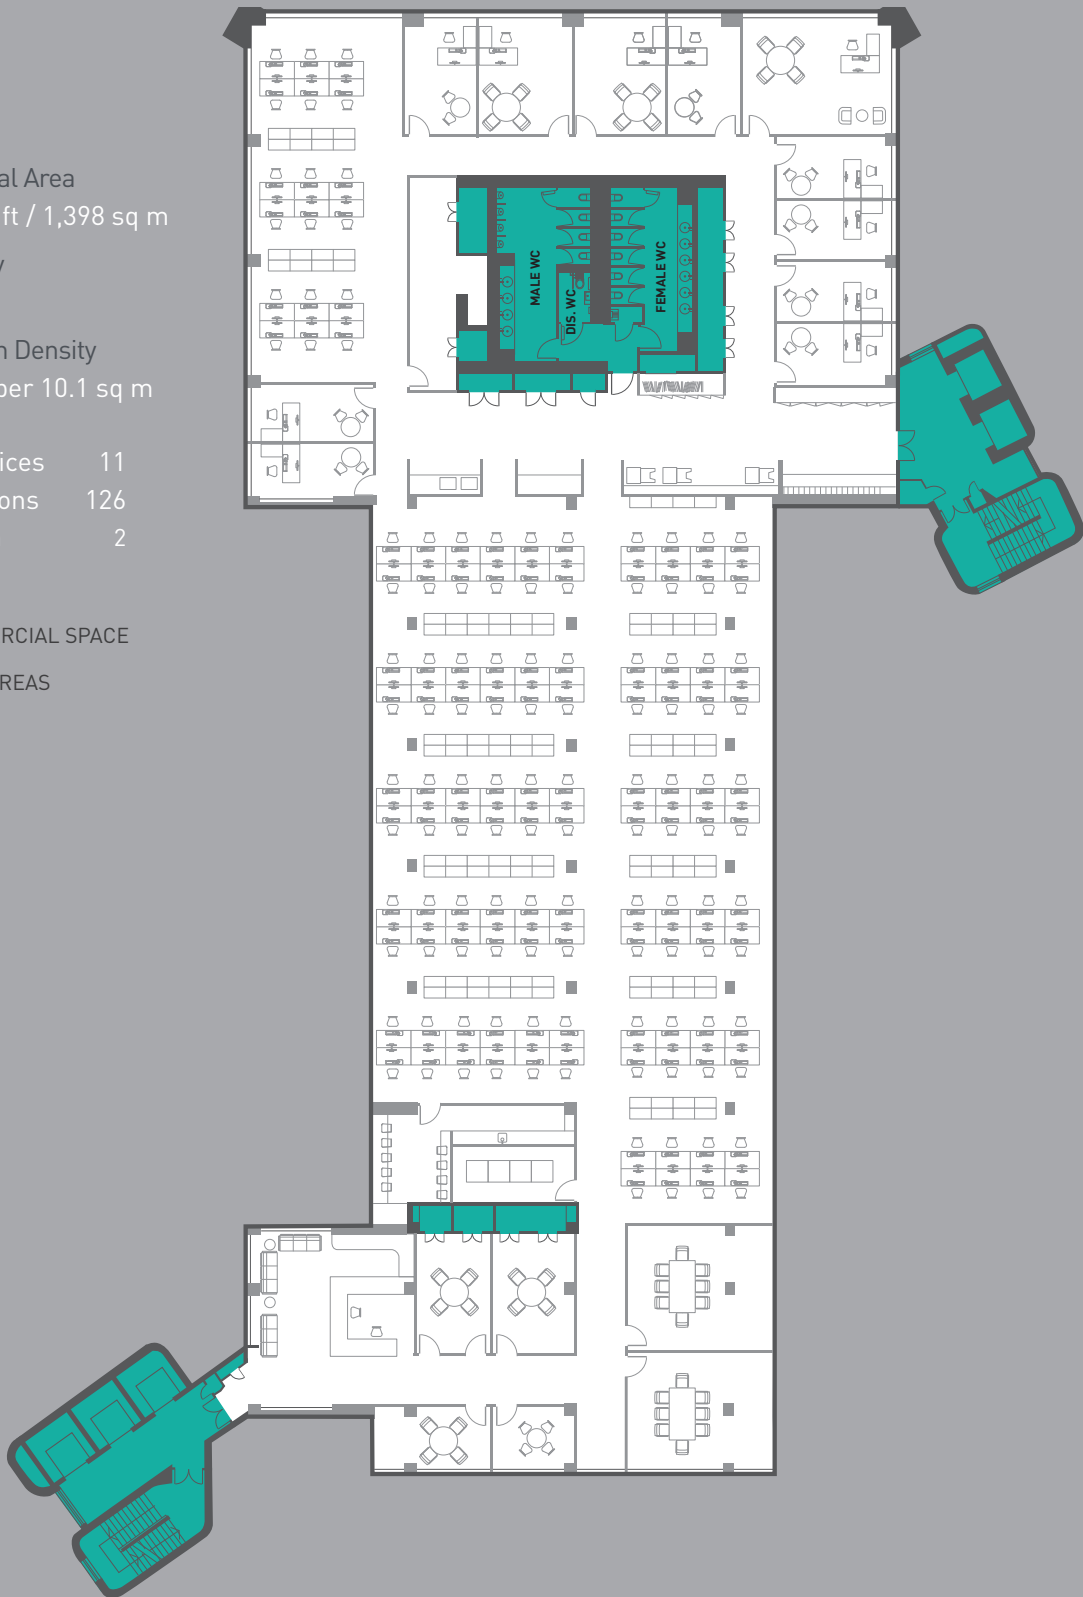 al Area
ft / 1,398 sq m
y
n Density
per 10.1 sq m
ices 11
ons 126
2
RCIAL SPACE
REAS
MALE WC
DIS. WC
FEMALE WC